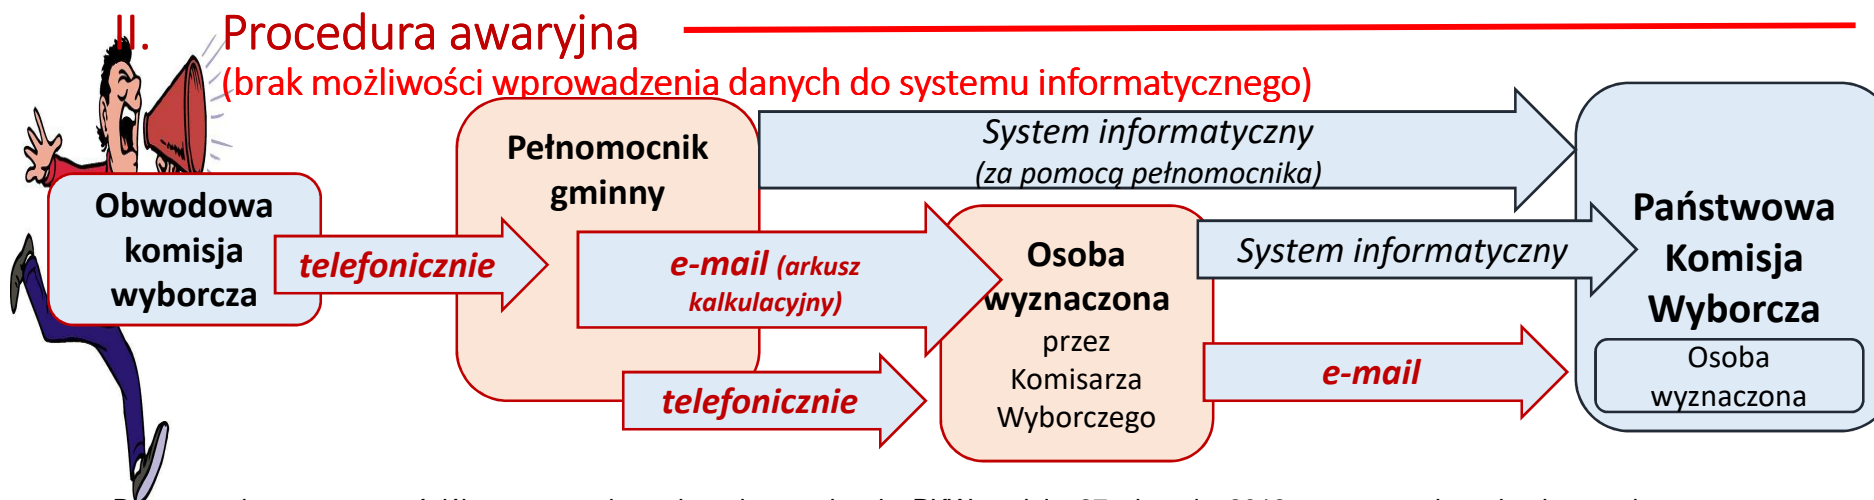 II. Procedura awaryjna
(brak możliwości wprowadzenia danych do systemu informatycznego)
Obwodowa
komisja
wyborcza
telefonicznie
Pełnomocnik
gminny
e-mail (arkusz
kalkulacyjny)
telefonicznie
System informatyczny
(za pomocą pełnomocnika)
Osoba
wyznaczona
przez
Komisarza
Wyborczego
System informatyczny
e-mail
Państwowa
Komisja
Wyborcza
Osoba
wyznaczona